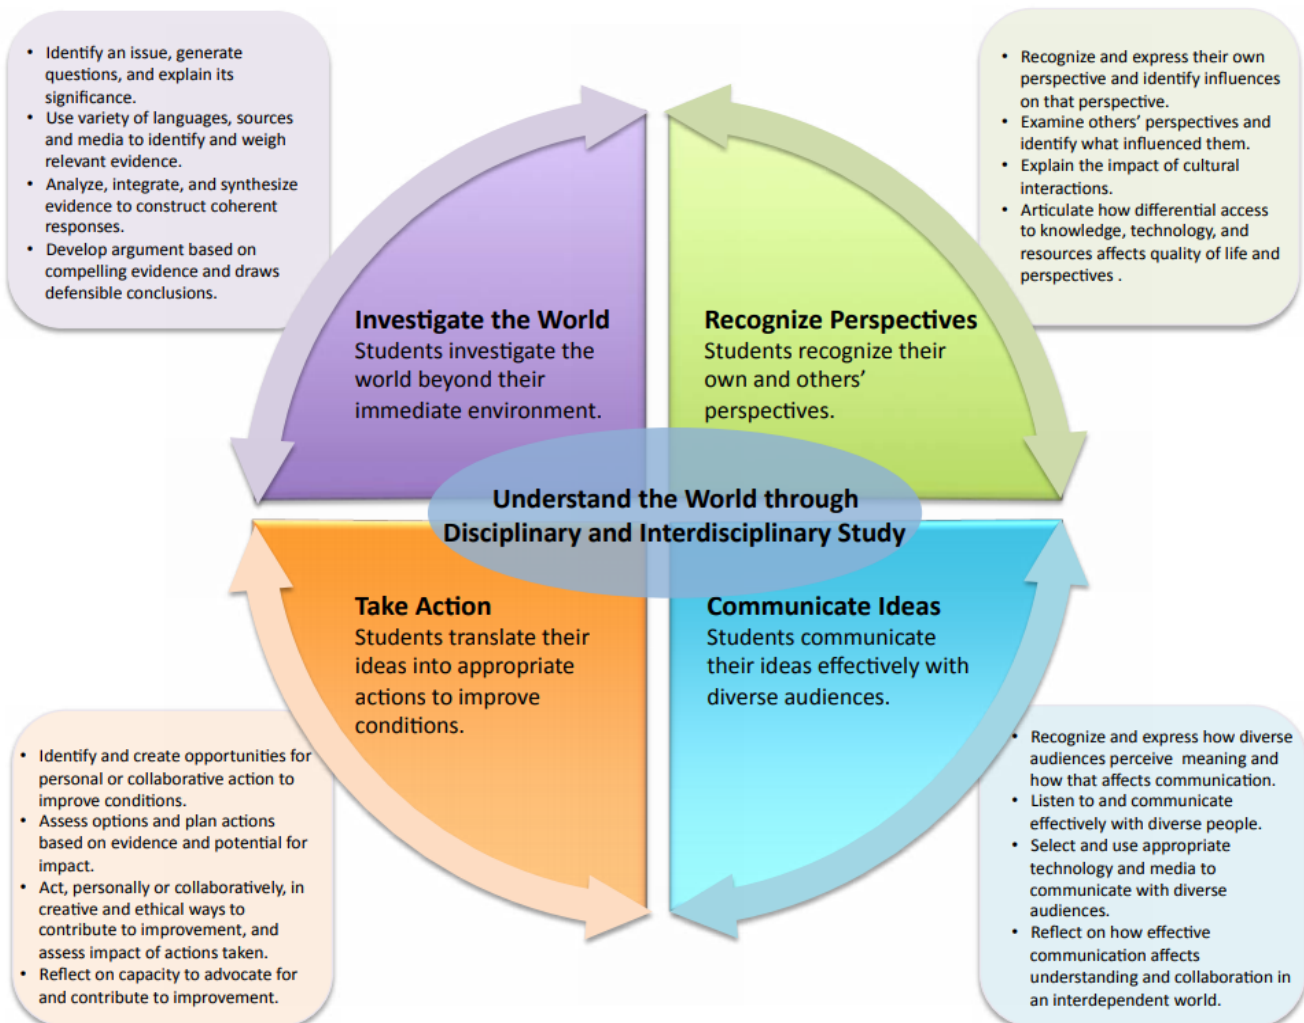 • Identify an issue, generate
questions, and explain its
significance.
• Use variety of languages, sources
and media to identify and weigh
relevant evidence.
• Analyze, integrate, and synthesize
evidence to construct coherent
responses.
• Develop argument based on
compelling evidence and draws
defensible conclusions.
• Recognize and express their own
perspective and identify influences
on that perspective.
• Examine others’ perspectives and
identify what influenced them.
• Explain the impact of cultural
interactions.
• Articulate how differential access
to knowledge, technology, and
resources affects quality of life and
perspectives .
Investigate the World
Students investigate the
world beyond their
immediate environment.
Recognize Perspectives
Students recognize their
own and others’
perspectives.
Understand the World through
Disciplinary and Interdisciplinary Study
Take Action
Students translate their
ideas into appropriate
actions to improve
conditions.
Communicate Ideas
Students communicate
their ideas effectively with
diverse audiences.
• Identify and create opportunities for
personal or collaborative action to
improve conditions.
• Assess options and plan actions
based on evidence and potential for
impact.
• Act, personally or collaboratively, in
creative and ethical ways to
contribute to improvement, and
assess impact of actions taken.
• Reflect on capacity to advocate for
and contribute to improvement.
• Recognize and express how diverse
audiences perceive meaning and
how that affects communication.
• Listen to and communicate
effectively with diverse people.
• Select and use appropriate
technology and media to
communicate with diverse
audiences.
• Reflect on how effective
communication affects
understanding and collaboration in
an interdependent world.